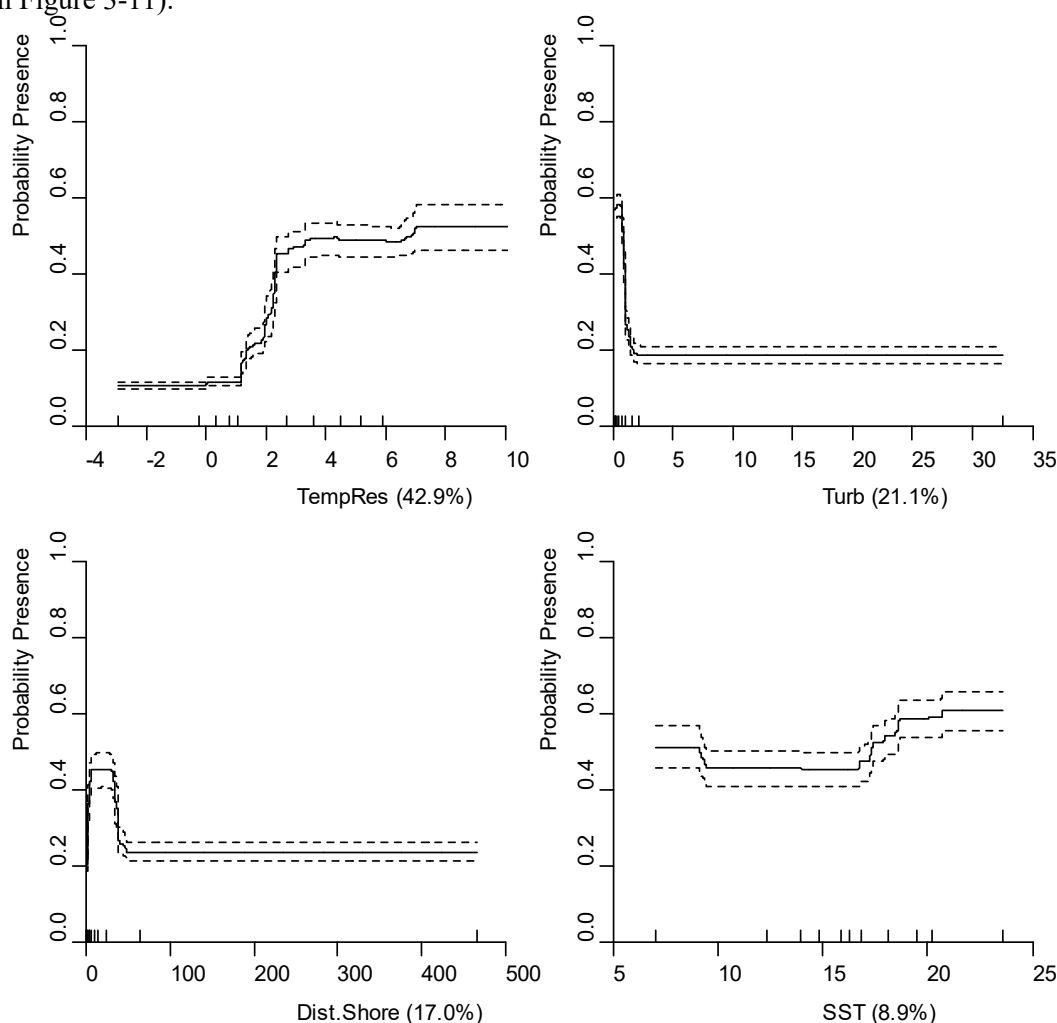 n Figure 3-11).
Probability Presence
0.0 0.2 0.4 0.6 0.8 1.0
-4 -2 0 2 4 6 8 10
TempRes (42.9%)
Probability Presence
0.0 0.2 0.4 0.6 0.8 1.0
0 5 10 15 20 25 30 35
Turb (21.1%)
Probability Presence
0.0 0.2 0.4 0.6 0.8 1.0
0 100 200 300 400 500
Dist.Shore (17.0%)
Probability Presence
0.0 0.2 0.4 0.6 0.8 1.0
5 10 15 20 25
SST (8.9%)